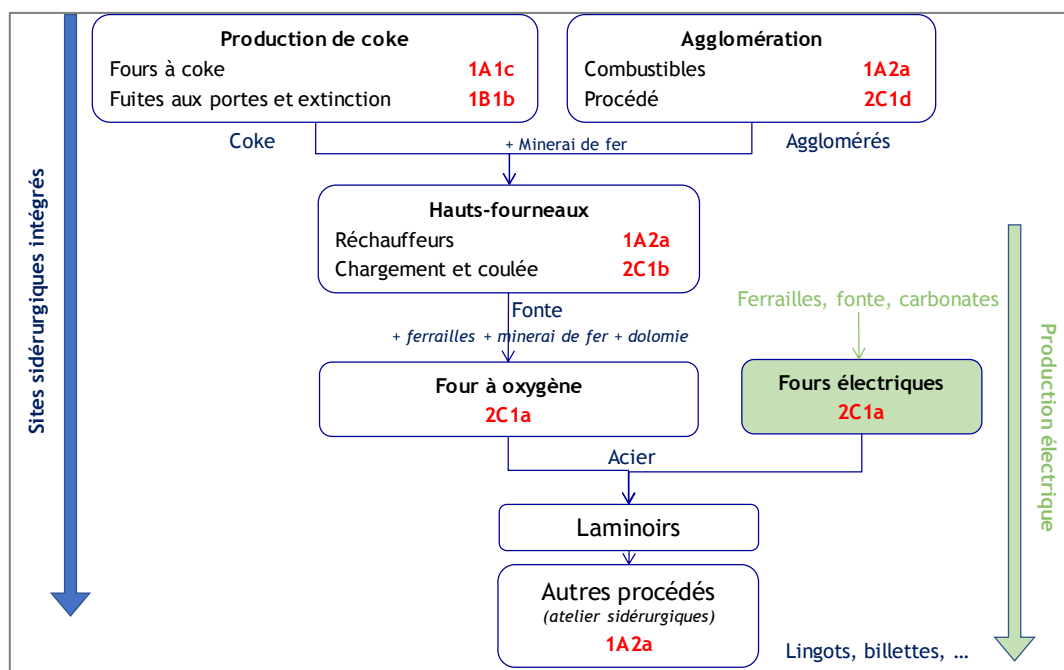 Production de coke
Fours à coke 1A1c
Fuites aux portes et extinction 1B1b
Agglomération
Combustibles 1A2a
Procédé 2C1d
Coke
+ Minerai de fer
Agglomérés
Hauts-fourneaux
Réchauffeurs 1A2a
Chargement et coulée 2C1b
Fonte
+ ferrailles + minerai de fer + dolomie
Ferrailles, fonte, carbonates
Four à oxygène
2C1a
Fours électriques
2C1a
Acier
Laminoirs
Autres procédés
(atelier sidérurgiques)
1A2a
Lingots, billettes, …
Sites sidérurgiques intégrés
Production électrique